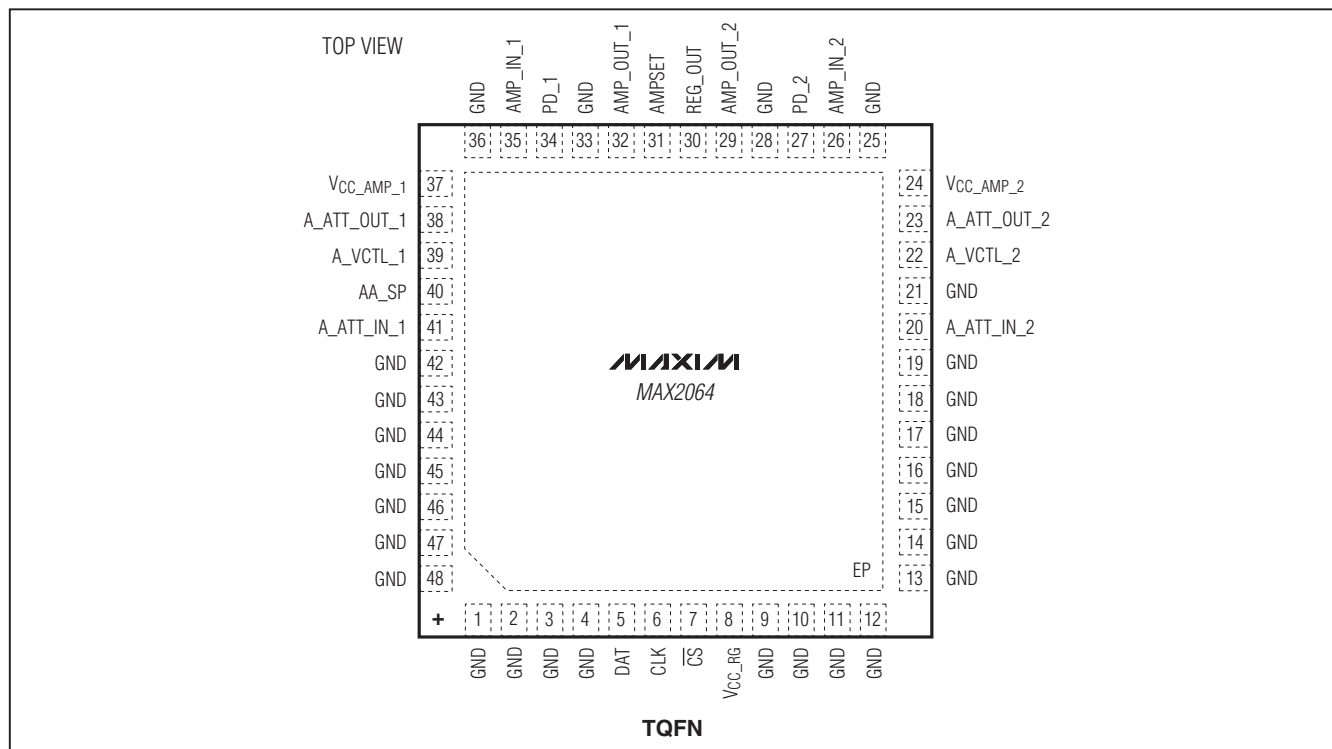 TOP VIEW
GND
AMP_IN_1
PD_1
GND
AMP_OUT_1
AMPSET
REG_OUT
AMP_OUT_2
GND
PD_2
AMP_IN_2
GND
36 35 34 33 32 31 30 29 28 27 26 25
VCC_AMP_1 37
A_ATT_OUT_1 38
A_VCTL_1 39
AA_SP 40
A_ATT_IN_1 41
GND 42
GND 43
GND 44
GND 45
GND 46
GND 47
GND 48
MAXIM
MAX2064
EP
24 VCC_AMP_2
23 A_ATT_OUT_2
22 A_VCTL_2
21 GND
20 A_ATT_IN_2
19 GND
18 GND
17 GND
16 GND
15 GND
14 GND
13 GND
+ 1 2 3 4 5 6 7 8 9 10 11 12
GND
GND
GND
GND
DAT
CLK
C̅S̅
VCC_RG
GND
GND
GND
GND
TQFN